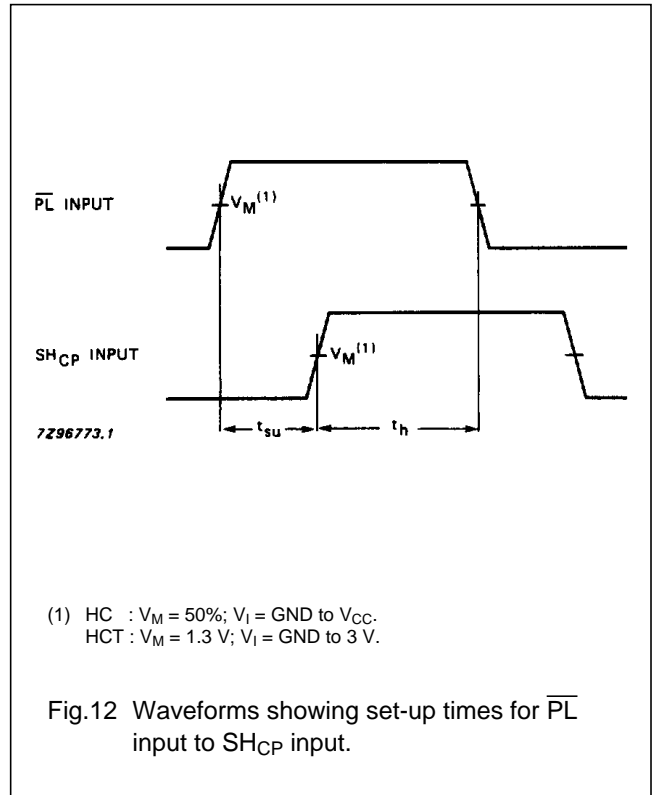 P̅L̅ INPUT
V_M(1)
SH_CP INPUT
V_M(1)
7Z96773.1
t_su
t_h
(1) HC : V_M = 50%; V_I = GND to V_CC.
HCT : V_M = 1.3 V; V_I = GND to 3 V.
Fig.12 Waveforms showing set-up times for P̅L̅
input to SH_CP input.